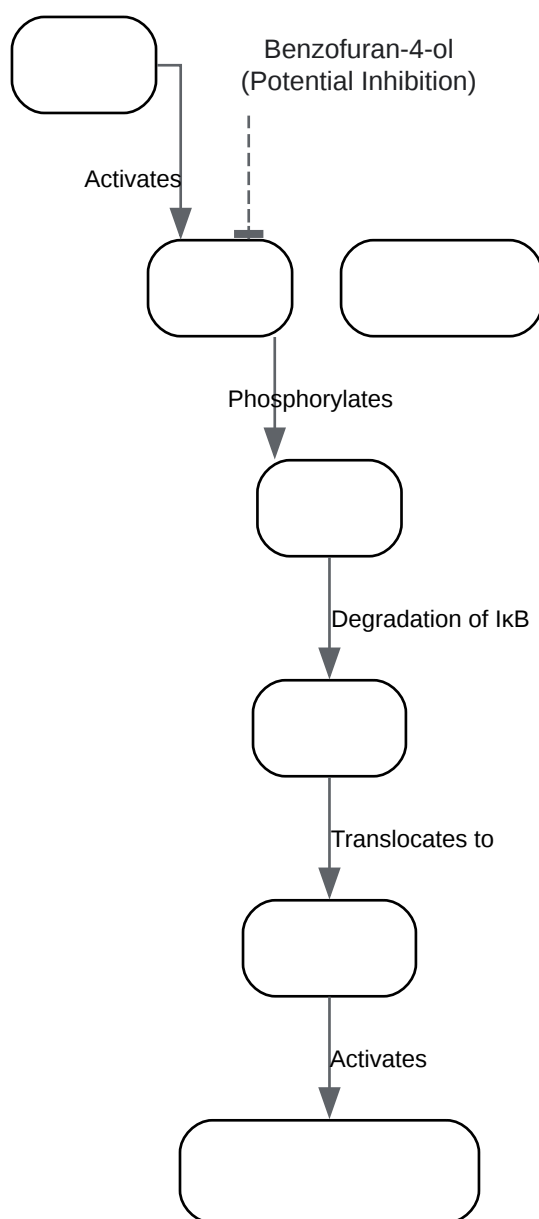 Benzofuran-4-ol
(Potential Inhibition)
Activates
Phosphorylates
Degradation of IκB
Translocates to
Activates